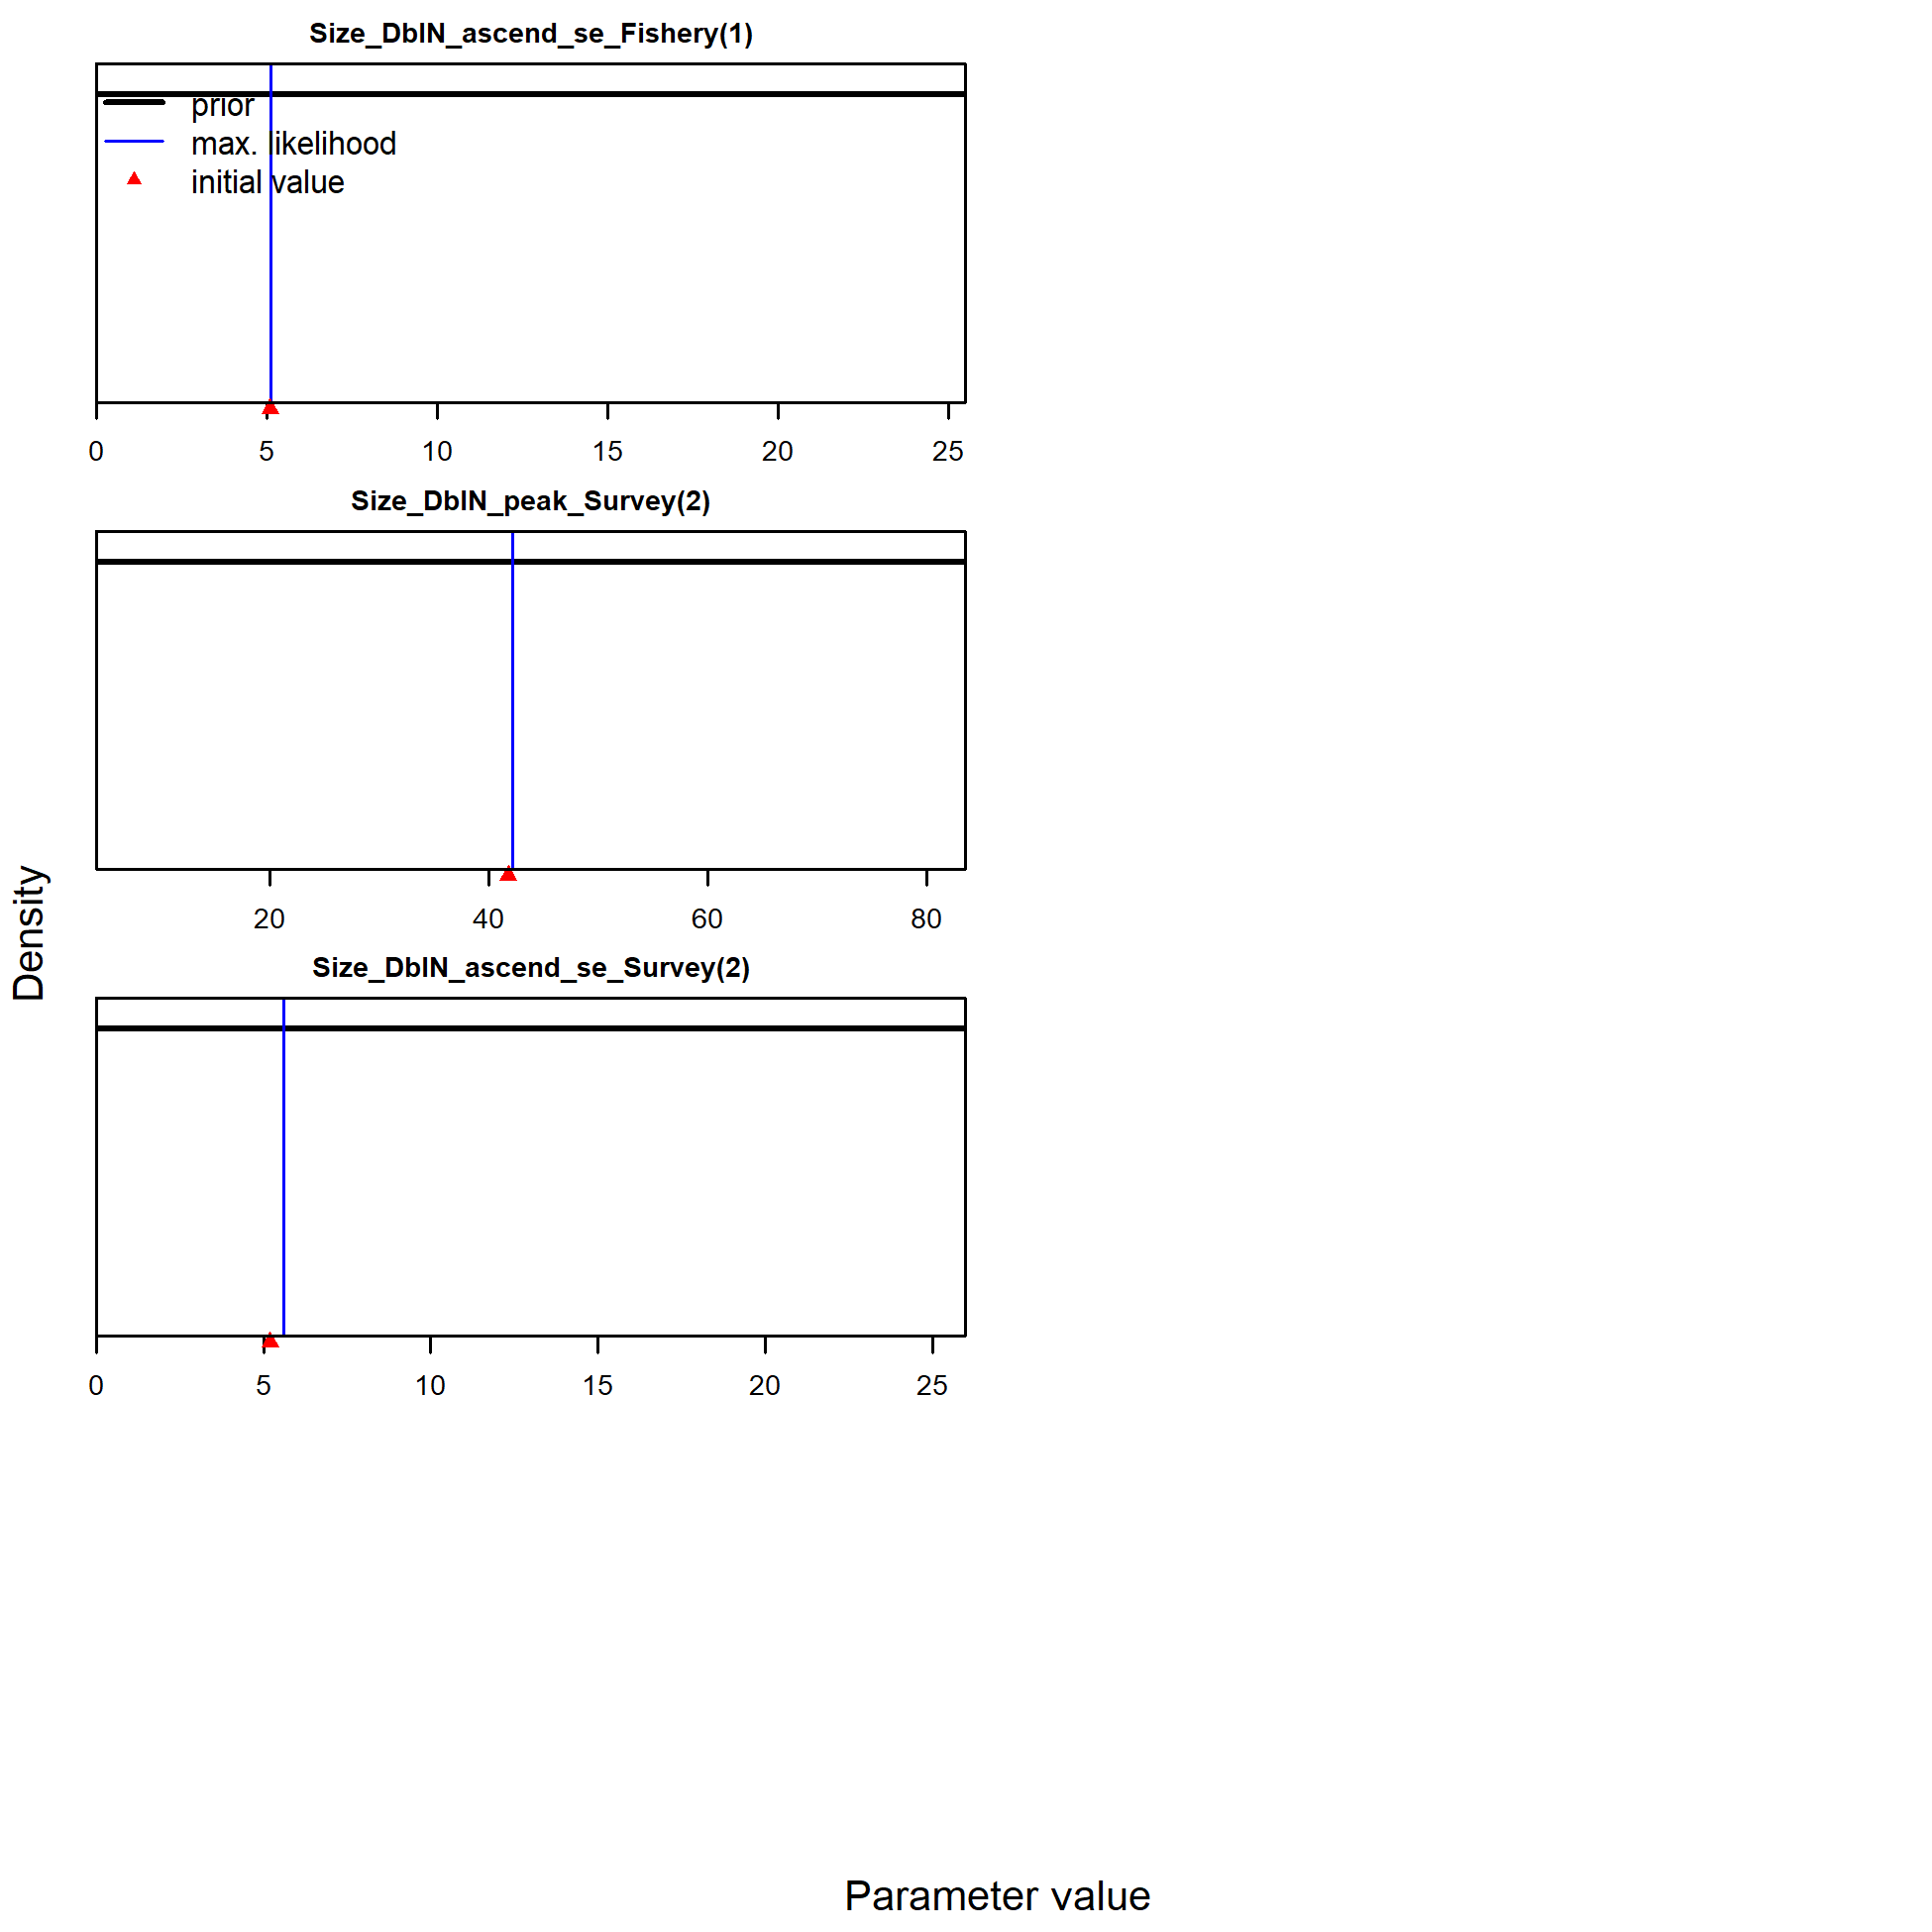 Size_DblN_ascend_se_Fishery(1)
prior
max. likelihood
initial value
0 5 10 15 20 25
Size_DblN_peak_Survey(2)
20 40 60 80
Size_DblN_ascend_se_Survey(2)
0 5 10 15 20 25
Density
Parameter value